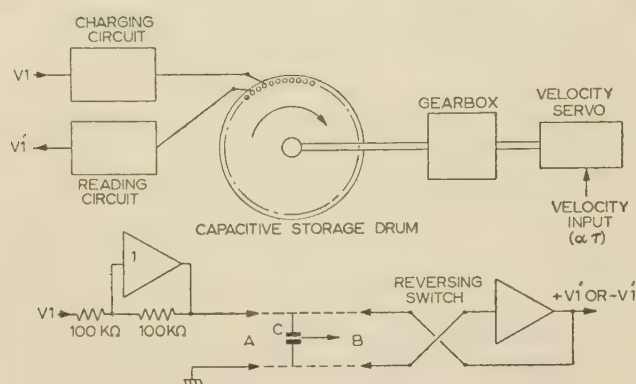 CHARGING
CIRCUIT
V1
V1′
READING
CIRCUIT
CAPACITIVE STORAGE DRUM
GEARBOX
VELOCITY
SERVO
VELOCITY
INPUT
(α τ)
1
V1
100 KΩ
100KΩ
A
C
B
REVERSING
SWITCH
+V1′ OR −V1′